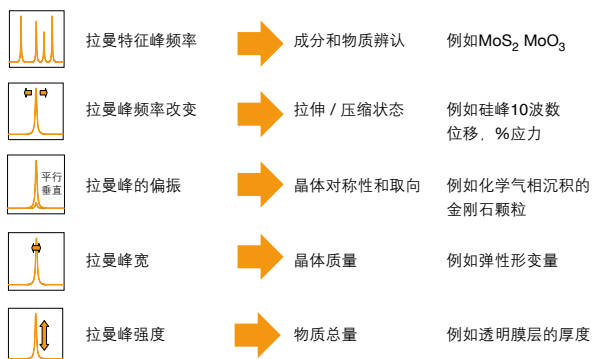 拉曼特征峰频率 成分和物质辨认 例如MoS₂ MoO₃
拉曼峰频率改变 拉伸 / 压缩状态 例如硅峰10波数
位移，%应力
平行
垂直
拉曼峰的偏振 晶体对称性和取向 例如化学气相沉积的
金刚石颗粒
拉曼峰宽 晶体质量 例如弹性形变量
拉曼峰强度 物质总量 例如透明膜层的厚度